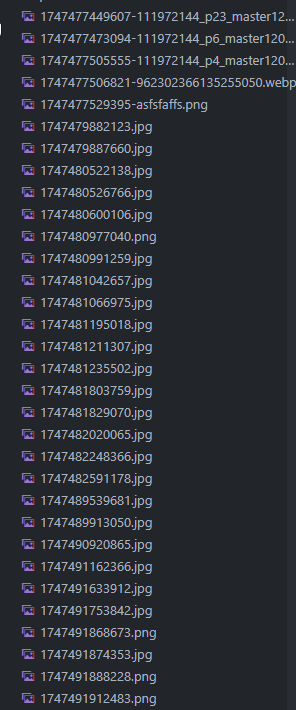 1747477449607-111972144_p23_master12...
1747477473094-111972144_p6_master120...
1747477505555-111972144_p4_master120...
1747477506821-962302366135255050.webp
1747477529395-asfsfaffs.png
1747479882123.jpg
1747479887660.jpg
1747480522138.jpg
1747480526766.jpg
1747480600106.jpg
1747480977040.png
1747480991259.jpg
1747481042657.jpg
1747481066975.jpg
1747481195018.jpg
1747481211307.jpg
1747481235502.jpg
1747481803759.jpg
1747481829070.jpg
1747482020065.jpg
1747482248366.jpg
1747482591178.jpg
1747489539681.jpg
1747489913050.jpg
1747490920865.jpg
1747491162366.jpg
1747491633912.jpg
1747491753842.jpg
1747491868673.png
1747491874353.jpg
1747491888228.png
1747491912483.png